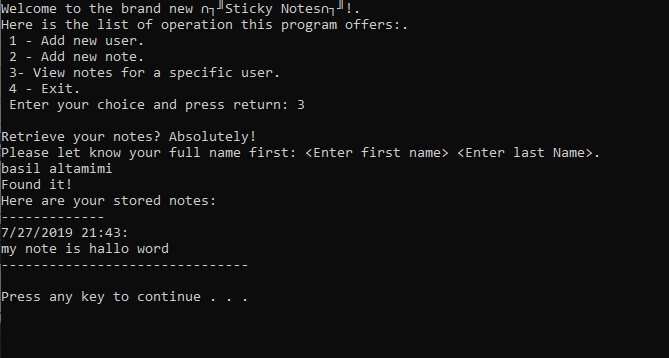 Welcome to the brand new ∩┐╜Sticky Notes∩┐╜!.
Here is the list of operation this program offers:.
1 - Add new user.
2 - Add new note.
3- View notes for a specific user.
4 - Exit.
Enter your choice and press return: 3
Retrieve your notes? Absolutely!
Please let know your full name first: <Enter first name> <Enter last Name>.
basil altamimi
Found it!
Here are your stored notes:
-------------
7/27/2019 21:43:
my note is hallo word
-------------------------------
Press any key to continue . . .